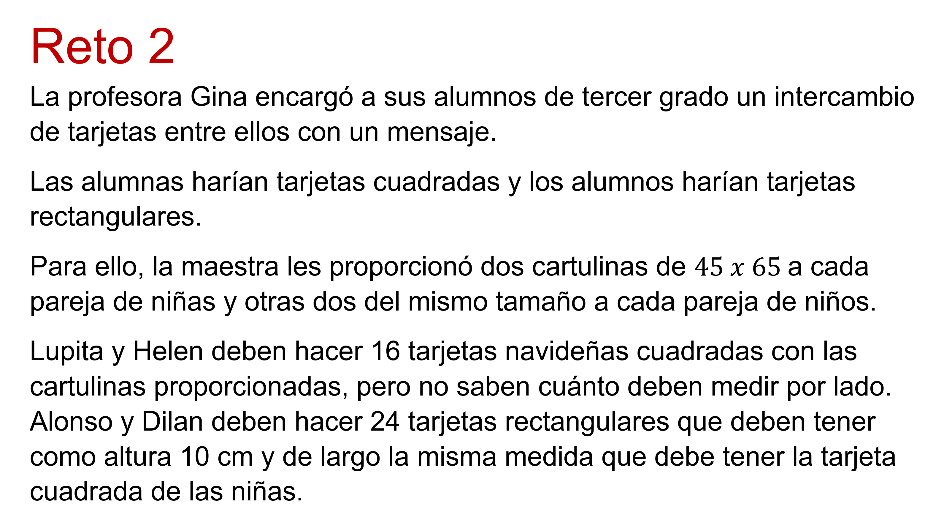 Reto 2
La profesora Gina encargó a sus alumnos de tercer grado un intercambio
de tarjetas entre ellos con un mensaje.
Las alumnas harían tarjetas cuadradas y los alumnos harían tarjetas
rectangulares.
Para ello, la maestra les proporcionó dos cartulinas de 45 x 65 a cada
pareja de niñas y otras dos del mismo tamaño a cada pareja de niños.
Lupita y Helen deben hacer 16 tarjetas navideñas cuadradas con las
cartulinas proporcionadas, pero no saben cuánto deben medir por lado.
Alonso y Dilan deben hacer 24 tarjetas rectangulares que deben tener
como altura 10 cm y de largo la misma medida que debe tener la tarjeta
cuadrada de las niñas.